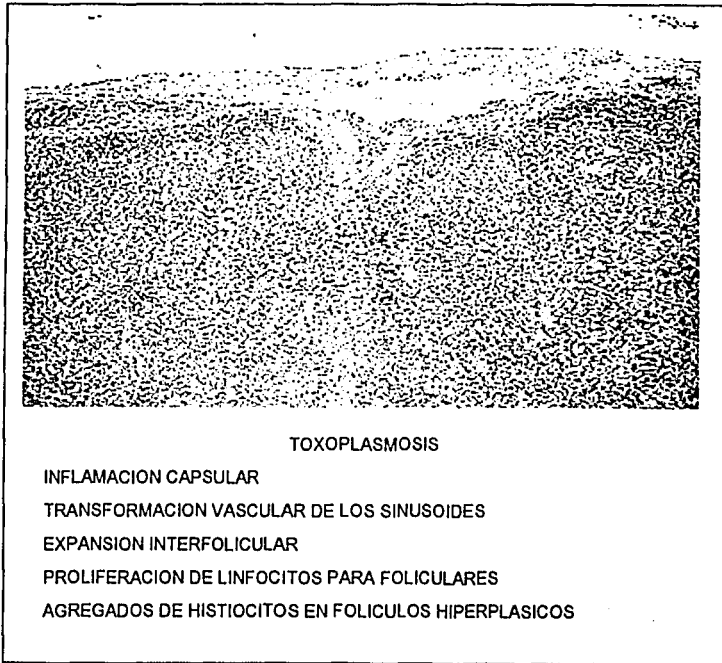 TOXOPLASMOSIS
INFLAMACION CAPSULAR
TRANSFORMACION VASCULAR DE LOS SINUSOIDES
EXPANSION INTERFOLICULAR
PROLIFERACION DE LINFOCITOS PARA FOLICULARES
AGREGADOS DE HISTIOCITOS EN FOLICULOS HIPERPLASICOS